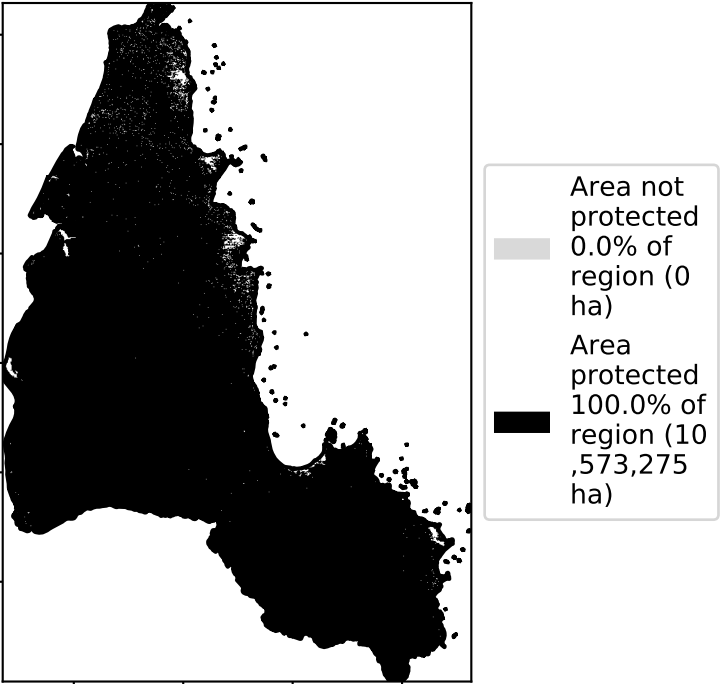 Area not
protected
0.0% of
region (0
ha)
Area
protected
100.0% of
region (10
,573,275
ha)